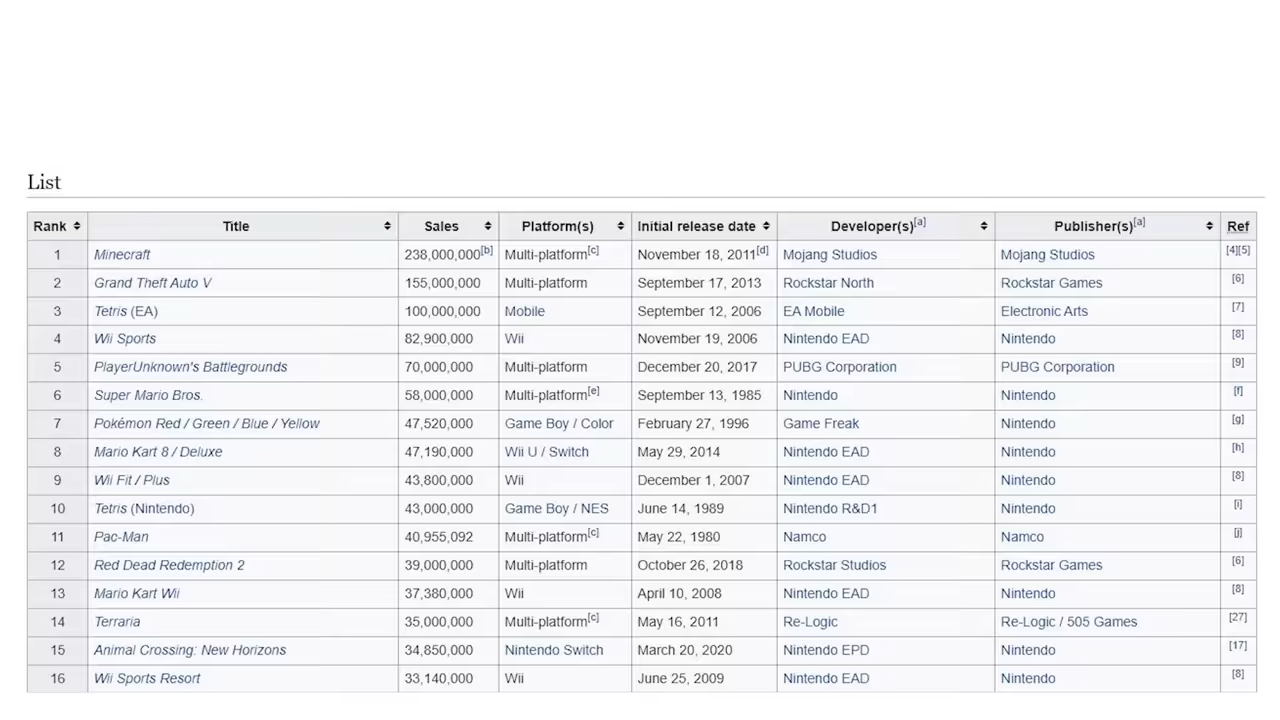 List
Rank Title Sales Platform(s) Initial release date Developer(s)[a] Publisher(s)[a] Ref
1 Minecraft 238,000,000[b] Multi-platform[c] November 18, 2011[d] Mojang Studios Mojang Studios [4][5]
2 Grand Theft Auto V 155,000,000 Multi-platform September 17, 2013 Rockstar North Rockstar Games [6]
3 Tetris (EA) 100,000,000 Mobile September 12, 2006 EA Mobile Electronic Arts [7]
4 Wii Sports 82,900,000 Wii November 19, 2006 Nintendo EAD Nintendo [8]
5 PlayerUnknown's Battlegrounds 70,000,000 Multi-platform December 20, 2017 PUBG Corporation PUBG Corporation [9]
6 Super Mario Bros. 58,000,000 Multi-platform[e] September 13, 1985 Nintendo Nintendo [f]
7 Pokémon Red / Green / Blue / Yellow 47,520,000 Game Boy / Color February 27, 1996 Game Freak Nintendo [g]
8 Mario Kart 8 / Deluxe 47,190,000 Wii U / Switch May 29, 2014 Nintendo EAD Nintendo [h]
9 Wii Fit / Plus 43,800,000 Wii December 1, 2007 Nintendo EAD Nintendo [8]
10 Tetris (Nintendo) 43,000,000 Game Boy / NES June 14, 1989 Nintendo R&D1 Nintendo [i]
11 Pac-Man 40,955,092 Multi-platform[c] May 22, 1980 Namco Namco [j]
12 Red Dead Redemption 2 39,000,000 Multi-platform October 26, 2018 Rockstar Studios Rockstar Games [6]
13 Mario Kart Wii 37,380,000 Wii April 10, 2008 Nintendo EAD Nintendo [8]
14 Terraria 35,000,000 Multi-platform[c] May 16, 2011 Re-Logic Re-Logic / 505 Games [27]
15 Animal Crossing: New Horizons 34,850,000 Nintendo Switch March 20, 2020 Nintendo EPD Nintendo [17]
16 Wii Sports Resort 33,140,000 Wii June 25, 2009 Nintendo EAD Nintendo [8]